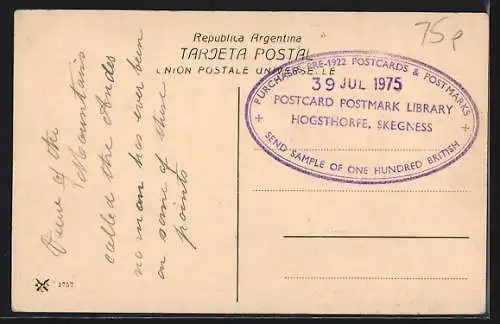 Republica Argentina
TARJETA POSTAL
UNION POSTALE UNIVERSELLE
75p
PURCHASES PRE-1922 POSTCARDS & POSTMARKS
39 JUL 1975
POSTCARD POSTMARK LIBRARY
HOGSTHORPE, SKEGNESS
SEND SAMPLE OF ONE HUNDRED BRITISH
View of the
Mountains
called the Andes
no man has ever been
on some of these
points
3757